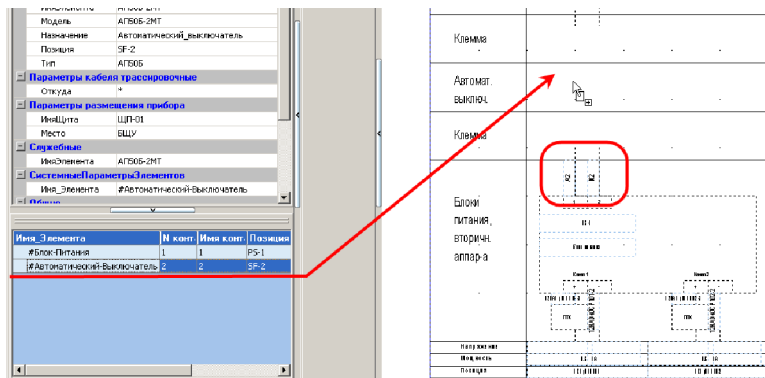 Модель АП50Б-2МТ
Назначение Автоматический_выключатель
Позиция SF-2
Тип АП50Б
Параметры кабеля трассировочные
Откуда *
Параметры размещения прибора
ИмяЩита ЩП-01
Место БЩУ
Служебные
ИмяЭлемента АП50Б-2МТ
СистемныеПараметрыЭлементов
Имя_Элемента #Автоматический-Выключатель
Общие
Имя_Элемента N конт. Имя конт. Позиция
#Блок-Питания 1 1 PS-1
#Автоматический-Выключатель 2 2 SF-2
Клемма
Автомат.
выключ.
Клемма
Блоки
питания,
вторичн.
аппар-а
Напряжение
Мощность
Позиция